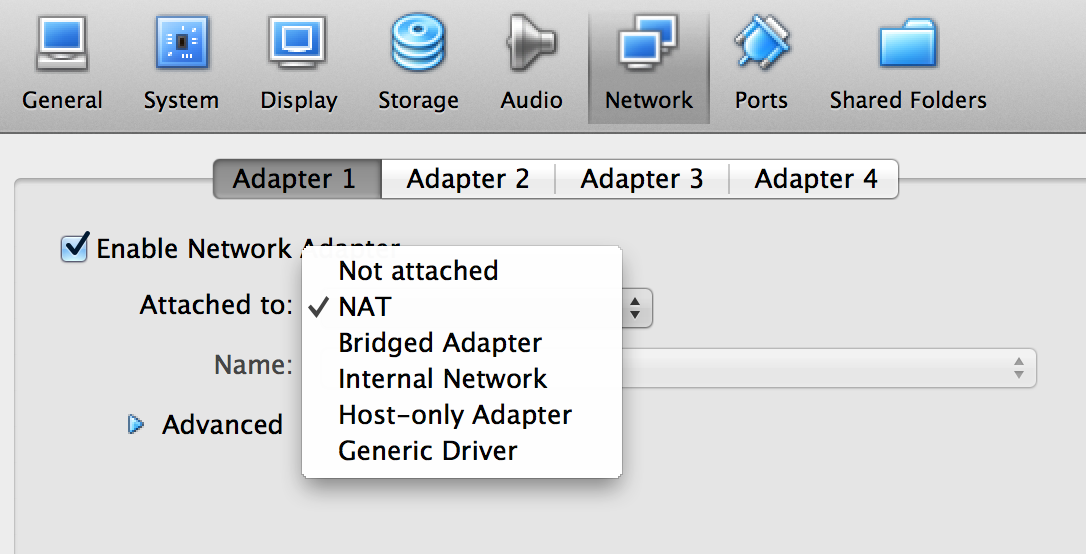 General System Display Storage Audio Network Ports Shared Folders
Adapter 1 Adapter 2 Adapter 3 Adapter 4
Enable Network Adapter
Not attached
Attached to: NAT
Bridged Adapter
Name:
Internal Network
Host-only Adapter
Advanced
Generic Driver